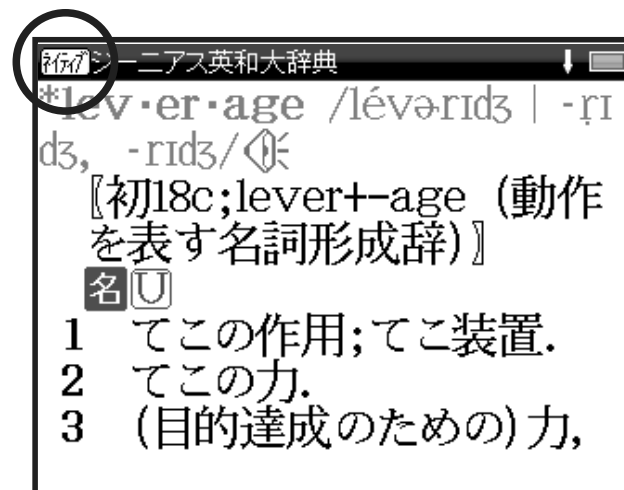 ネイティブ ジーニアス英和大辞典
*lev・er・age /lévərɪdʒ | -r̩ɪ
dʒ, -rɪdʒ/
〖初18c;lever+-age (動作
を表す名詞形成辞)〗
名 U
1 てこの作用;てこ装置.
2 てこの力.
3 (目的達成のための)力,